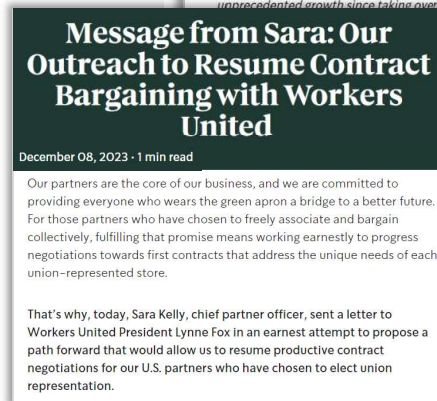 unprecedented growth since taking over
Message from Sara: Our
Outreach to Resume Contract
Bargaining with Workers
United
December 08, 2023 · 1 min read
Our partners are the core of our business, and we are committed to
providing everyone who wears the green apron a bridge to a better future.
For those partners who have chosen to freely associate and bargain
collectively, fulfilling that promise means working earnestly to progress
negotiations towards first contracts that address the unique needs of each
union-represented store.
That's why, today, Sara Kelly, chief partner officer, sent a letter to
Workers United President Lynne Fox in an earnest attempt to propose a
path forward that would allow us to resume productive contract
negotiations for our U.S. partners who have chosen to elect union
representation.